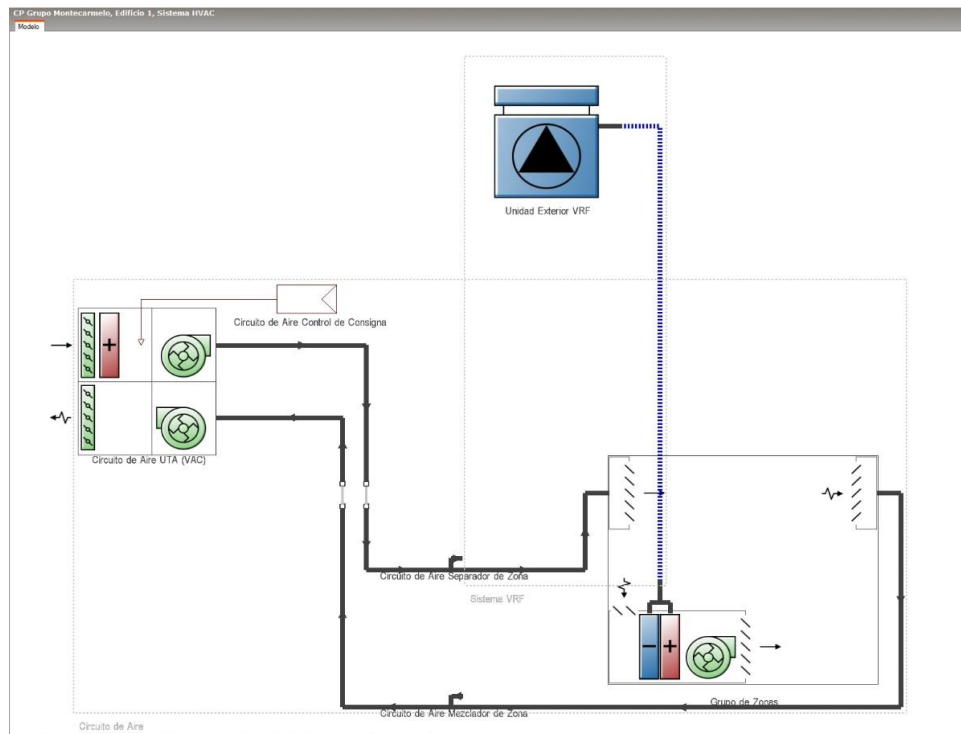 CP Grupo Montecarmelo, Edificio 1, Sistema HVAC
Modelo
Unidad Exterior VRF
Circuito de Aire Control de Consigna
Circuito de Aire UTA (VAC)
Circuito de Aire Separador de Zona
Sistema VRF
Grupo de Zonas
Circuito de Aire Mezclador de Zona
Circuito de Aire